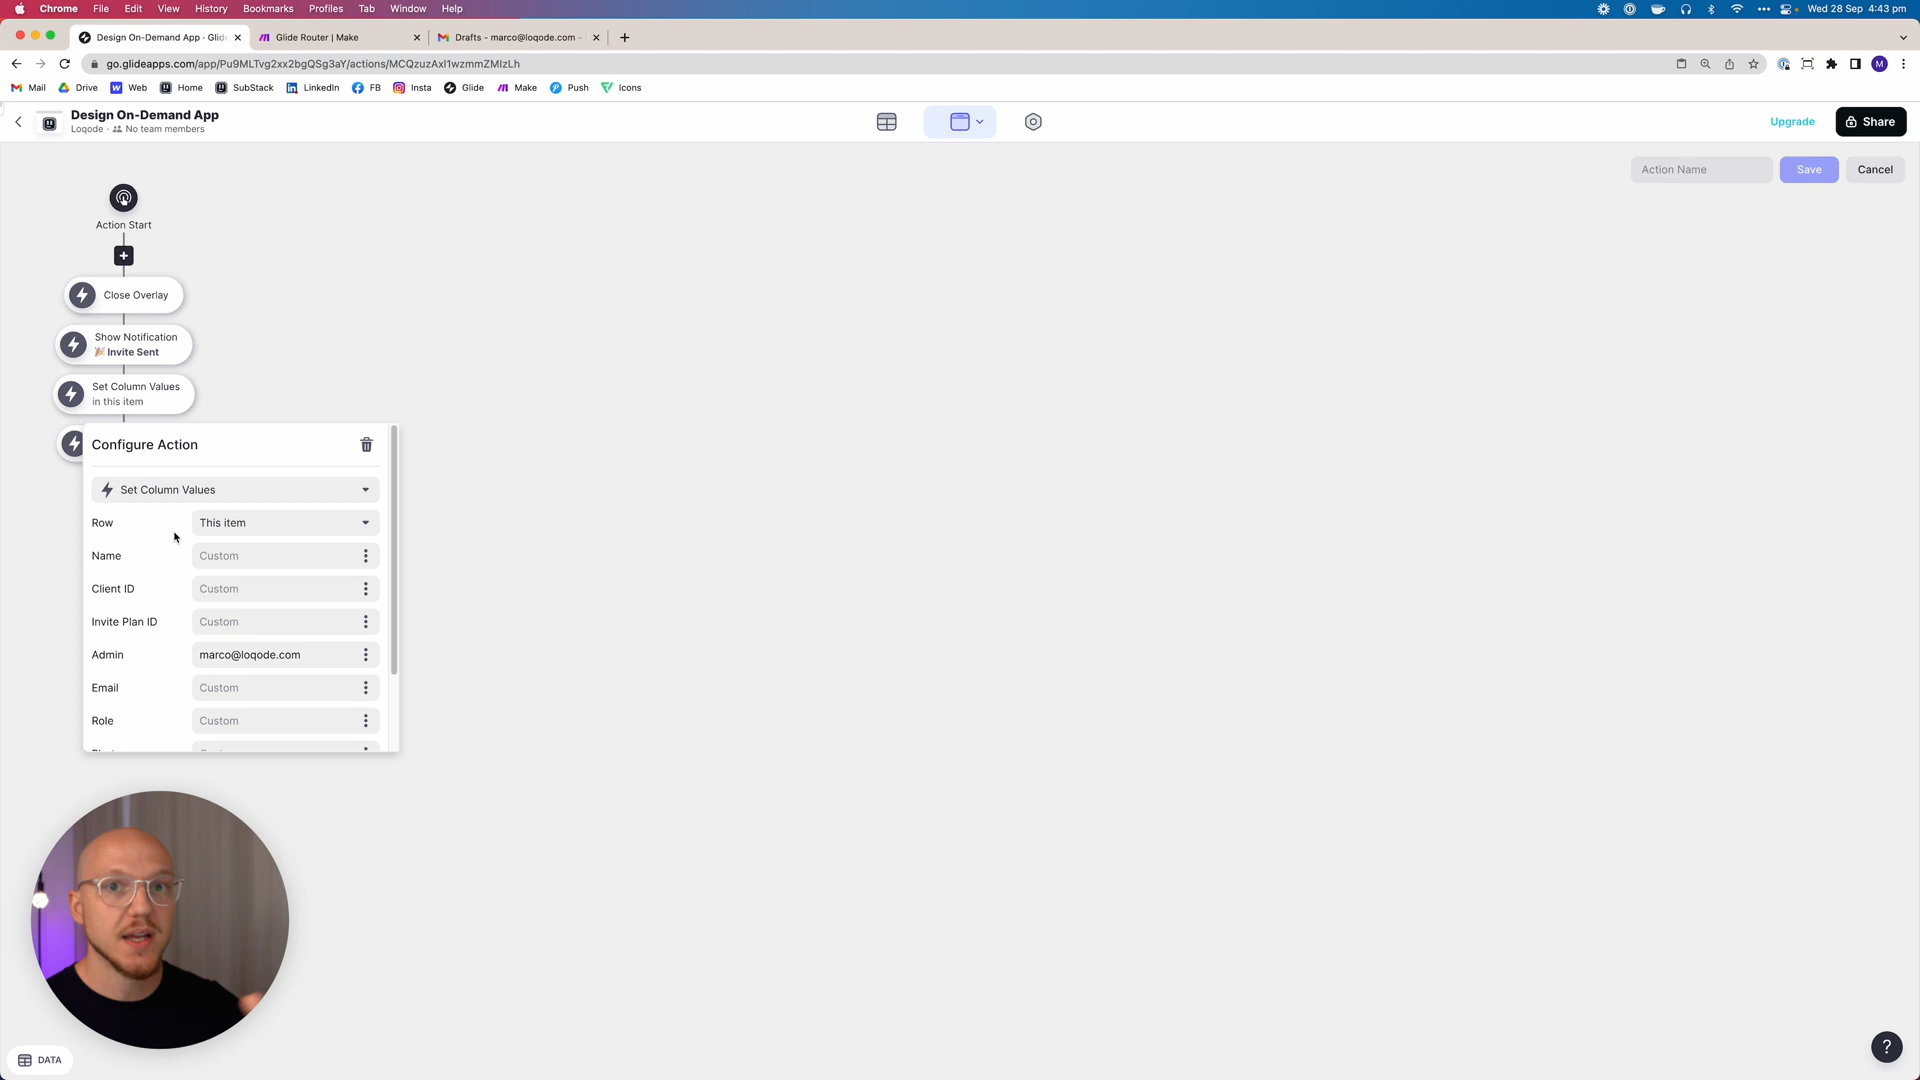 Chrome File Edit View History Bookmarks Profiles Tab Window Help
Wed 28 Sep 4:43 pm
Design On-Demand App · Glide
Glide Router | Make
Drafts - marco@loqode.com -
go.glideapps.com/app/Pu9MLTvg2xx2bgQSg3aY/actions/MCQzuzAxl1wzmmZMIzLh
M
Mail Drive Web Home SubStack LinkedIn FB Insta Glide Make Push Icons
Design On-Demand App
Loqode · No team members
Upgrade
Share
Action Name
Save
Cancel
Action Start
Close Overlay
Show Notification
🎉 Invite Sent
Set Column Values
in this item
Configure Action
Set Column Values
Row This item
Name Custom
Client ID Custom
Invite Plan ID Custom
Admin marco@loqode.com
Email Custom
Role Custom
DATA
?